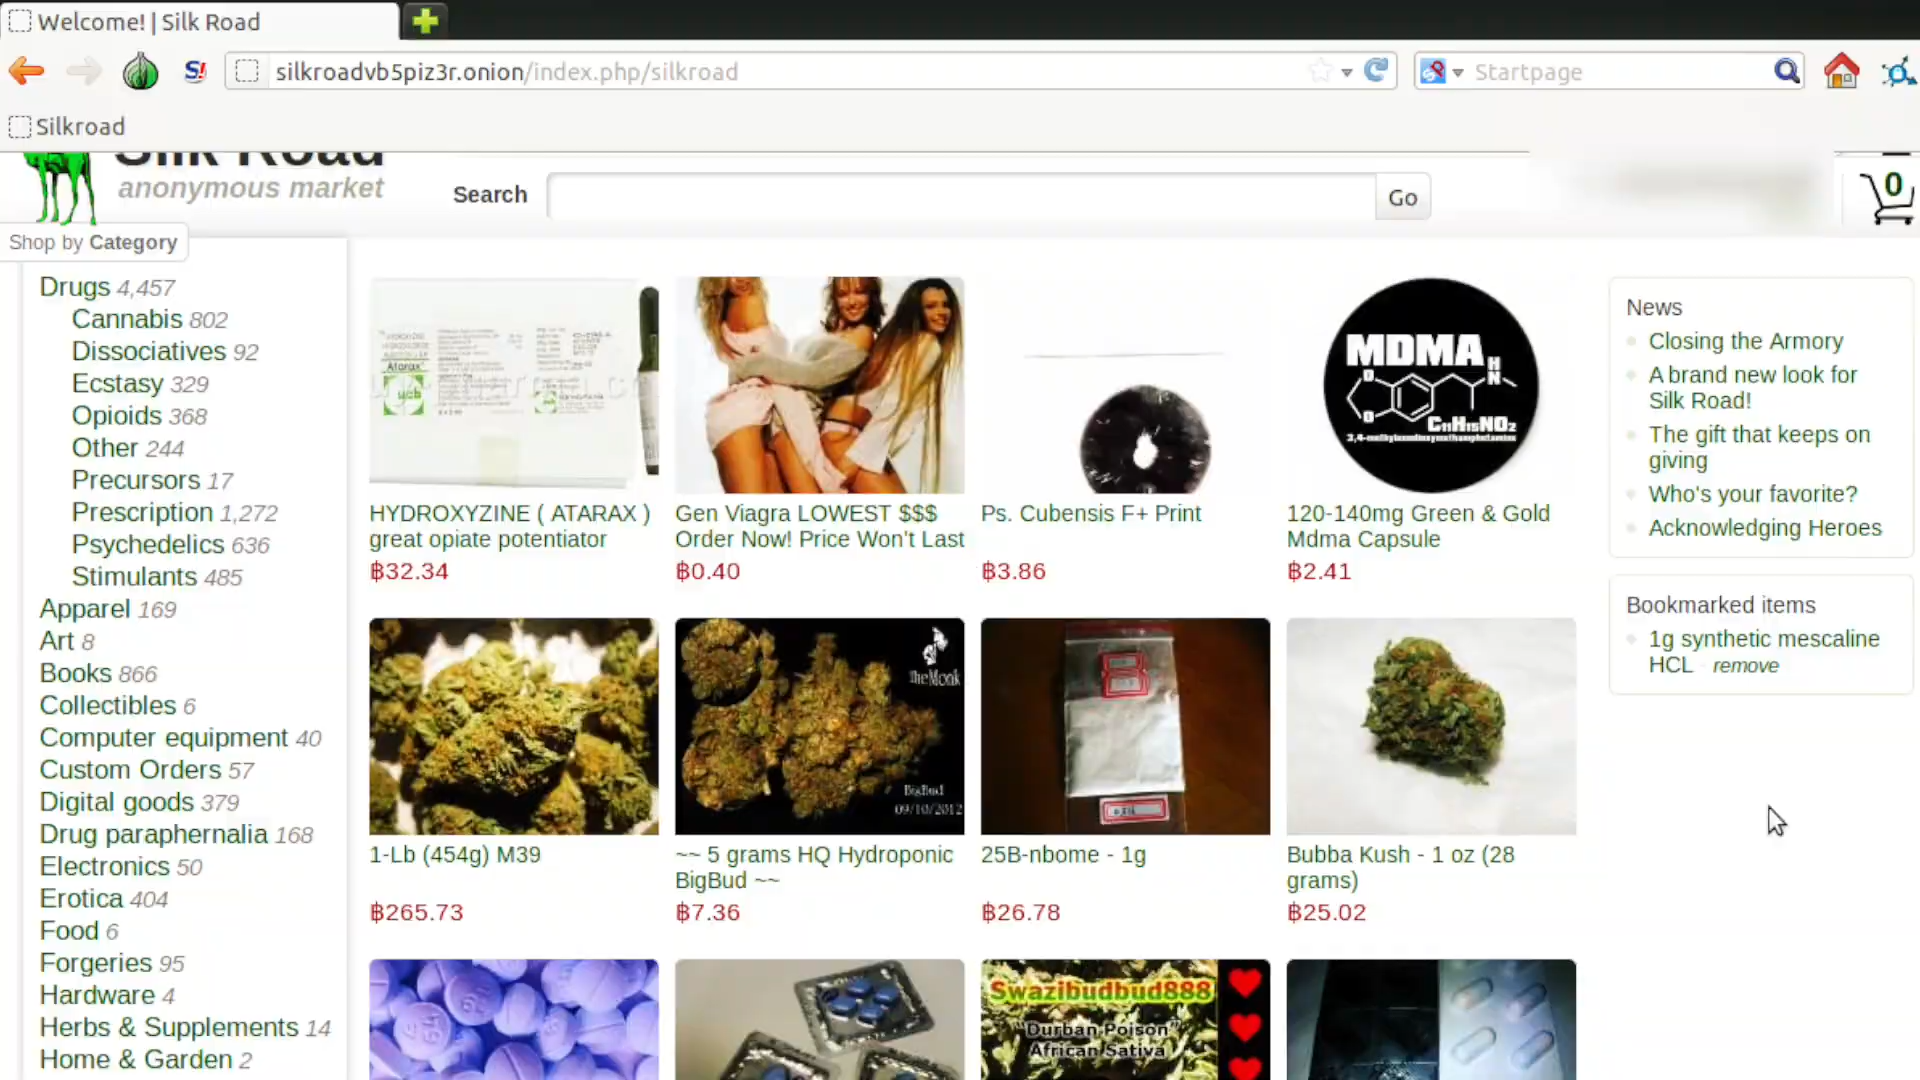 Welcome! | Silk Road
silkroadvb5piz3r.onion/index.php/silkroad
Startpage
Silkroad
Silk Road
anonymous market
Search
Go
0
Shop by Category
Drugs 4,457
Cannabis 802
Dissociatives 92
Ecstasy 329
Opioids 368
Other 244
Precursors 17
Prescription 1,272
Psychedelics 636
Stimulants 485
Apparel 169
Art 8
Books 866
Collectibles 6
Computer equipment 40
Custom Orders 57
Digital goods 379
Drug paraphernalia 168
Electronics 50
Erotica 404
Food 6
Forgeries 95
Hardware 4
Herbs & Supplements 14
Home & Garden 2
Atarax
ucb
HYDROXYZINE ( ATARAX )
great opiate potentiator
฿32.34
Gen Viagra LOWEST $$$
Order Now! Price Won't Last
฿0.40
Ps. Cubensis F+ Print
฿3.86
MDMA
H
N
O
O
C11H15NO2
3,4-methylenedioxymethamphetamine
120-140mg Green & Gold
Mdma Capsule
฿2.41
1-Lb (454g) M39
฿265.73
TheMonk
BigBud
09/10/2012
~~ 5 grams HQ Hydroponic
BigBud ~~
฿7.36
25B-nbome - 1g
฿26.78
Bubba Kush - 1 oz (28
grams)
฿25.02
Swazibudbud888
"Durban Poison"
African Sativa
News
Closing the Armory
A brand new look for
Silk Road!
The gift that keeps on
giving
Who's your favorite?
Acknowledging Heroes
Bookmarked items
1g synthetic mescaline
HCL remove